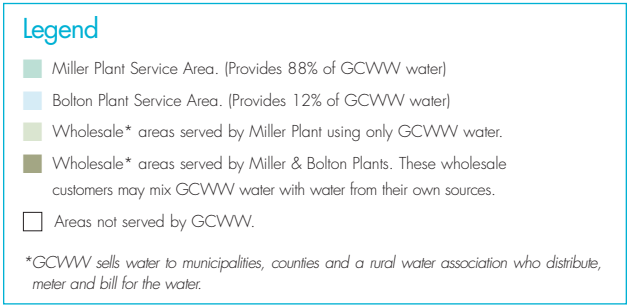 Legend
Miller Plant Service Area. (Provides 88% of GCWW water)
Bolton Plant Service Area. (Provides 12% of GCWW water)
Wholesale* areas served by Miller Plant using only GCWW water.
Wholesale* areas served by Miller & Bolton Plants. These wholesale
customers may mix GCWW water with water from their own sources.
Areas not served by GCWW.
*GCWW sells water to municipalities, counties and a rural water association who distribute,
meter and bill for the water.